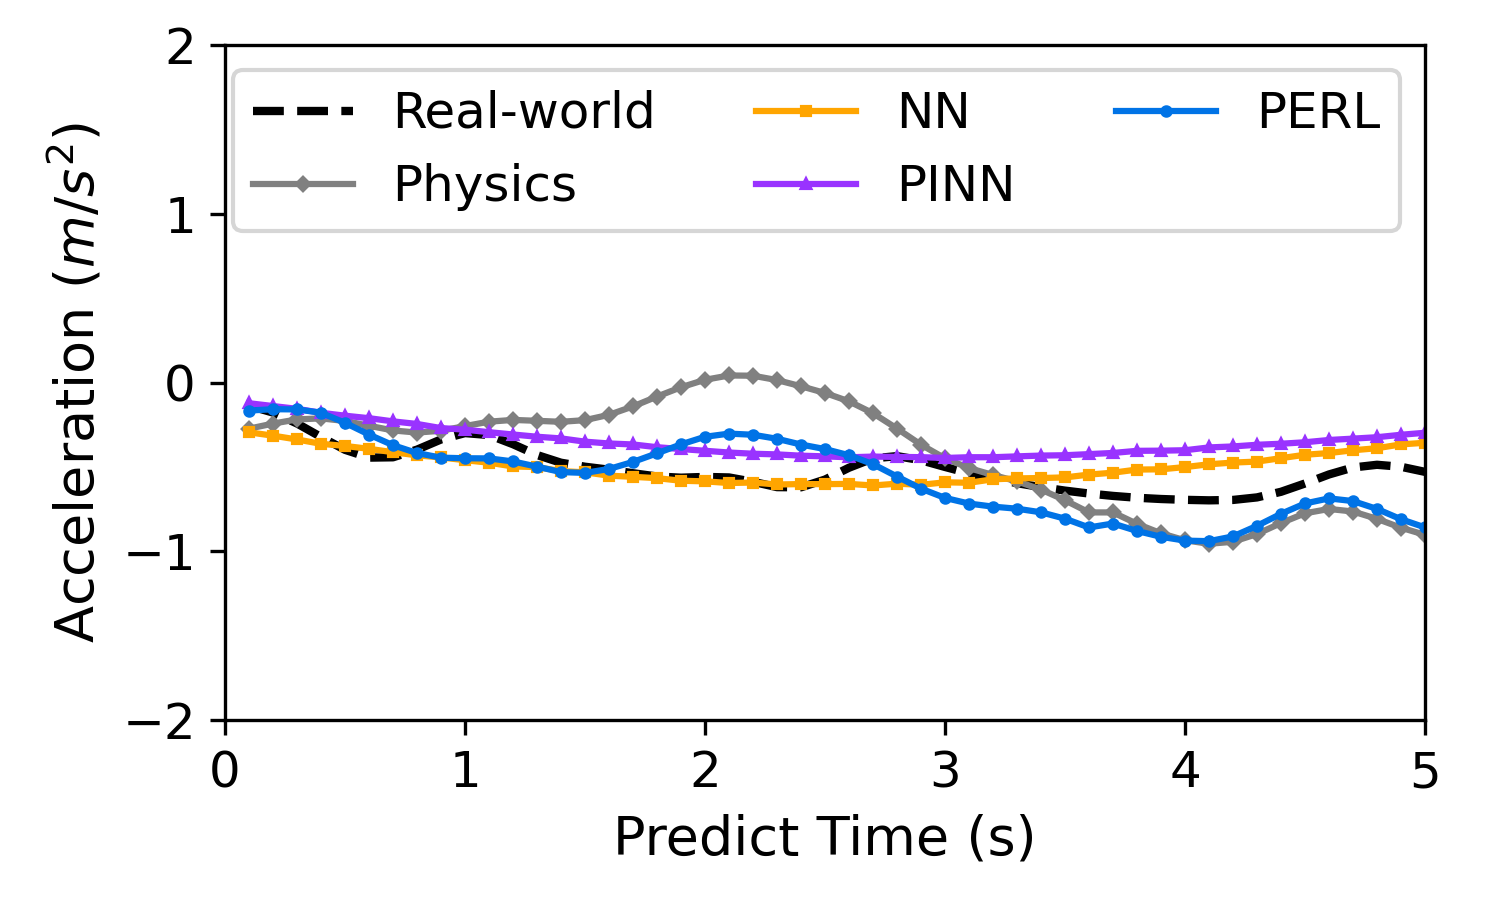 Acceleration (m/s²)
2
1
0
−1
−2
Real-world
Physics
NN
PINN
PERL
0 1 2 3 4 5
Predict Time (s)